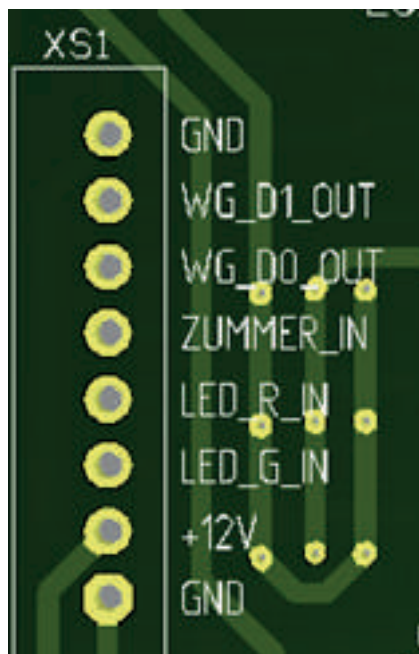 XS1
GND
WG_D1_OUT
WG_D0_OUT
ZUMMER_IN
LED_R_IN
LED_G_IN
+12V
GND